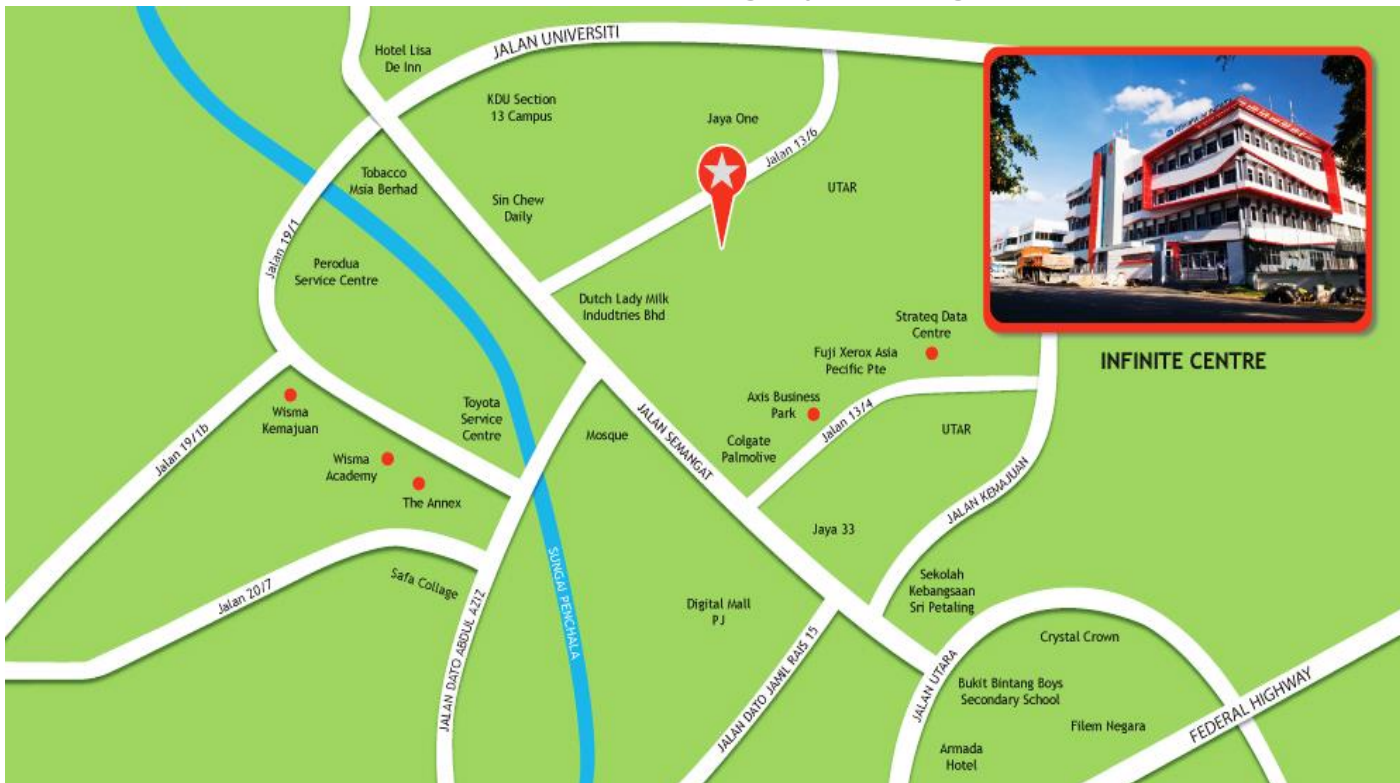 JALAN UNIVERSITI
Hotel Lisa
De Inn
KDU Section
13 Campus
Jaya One
Jalan 13/6
Tobacco
Msia Berhad
Sin Chew
Daily
UTAR
Jalan 19/1
Perodua
Service Centre
Dutch Lady Milk
Indudtries Bhd
Strateq Data
Centre
Fuji Xerox Asia
Pecific Pte
INFINITE CENTRE
Axis Business
Park
Jalan 13/4
Wisma
Kemajuan
Toyota
Service
Centre
Mosque
JALAN SEMANGAT
Colgate
Palmolive
UTAR
Jalan 19/1b
Wisma
Academy
The Annex
JALAN KEMAJUAN
Jaya 33
Safa Collage
SUNGAI PENCHALA
Jalan 20/7
Sekolah
Kebangsaan
Sri Petaling
Digital Mall
PJ
JALAN DATO ABDUL AZIZ
JALAN DATO JAMIL RAIS 15
JALAN UTARA
Crystal Crown
Bukit Bintang Boys
Secondary School
Filem Negara
FEDERAL HIGHWAY
Armada
Hotel